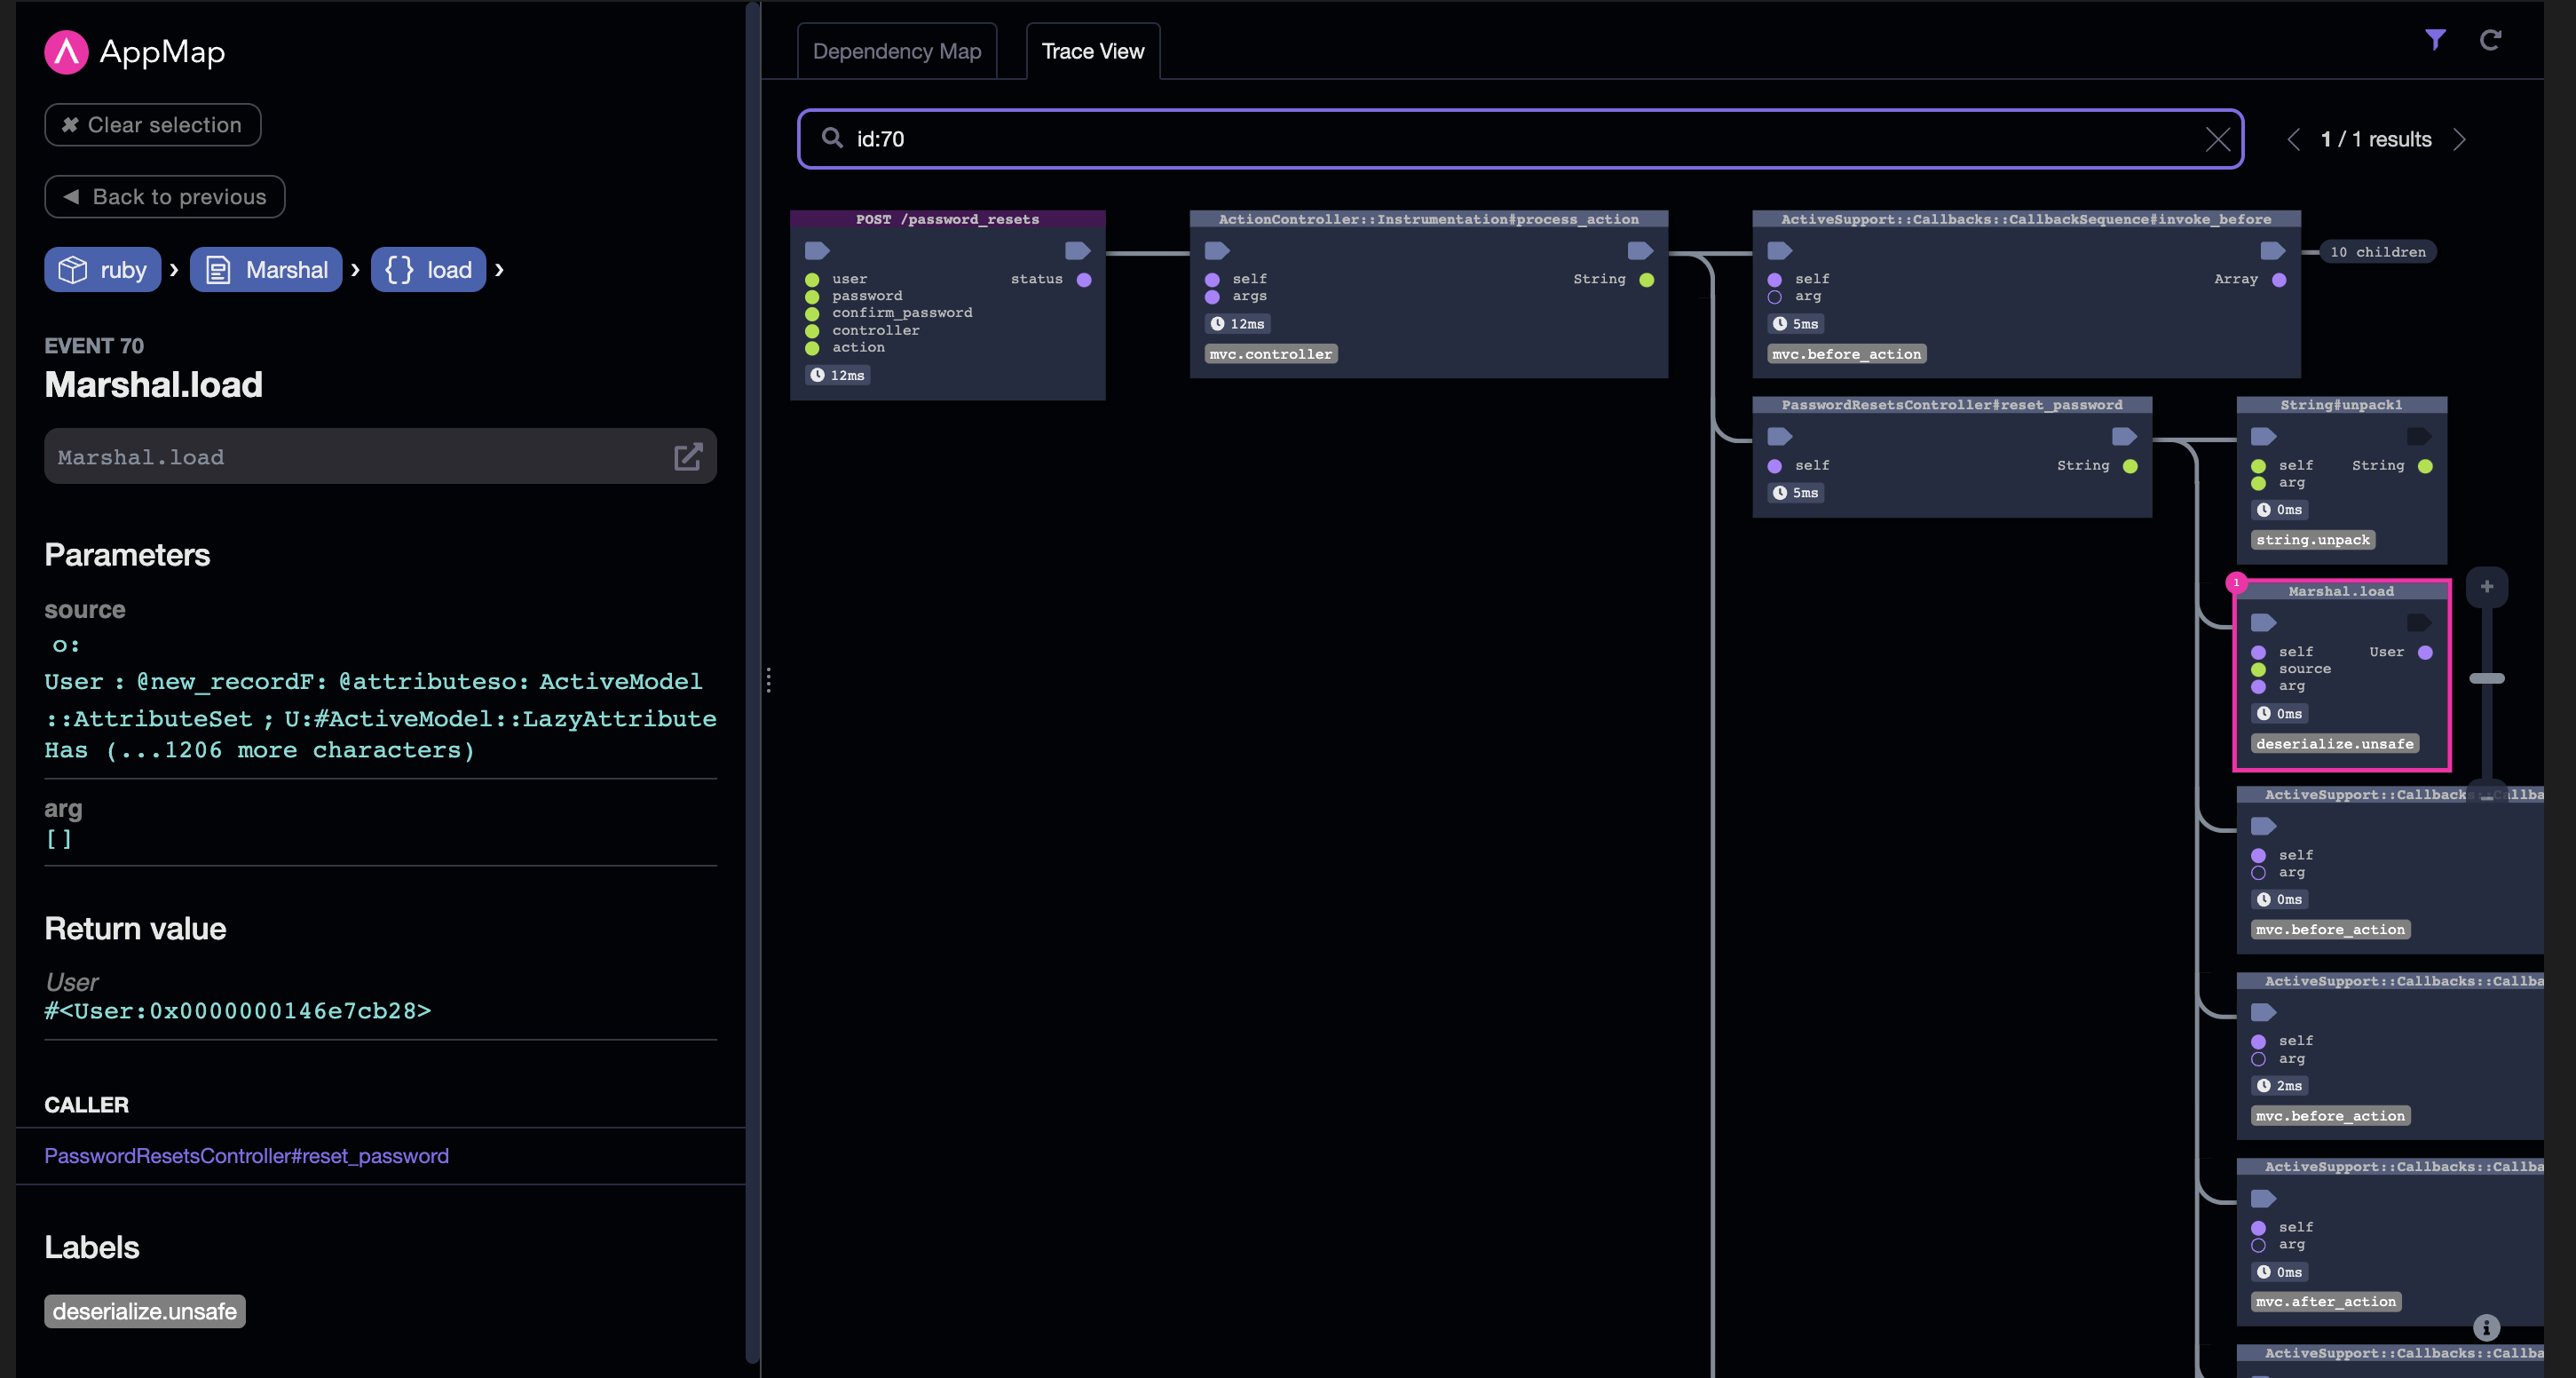 AppMap
✖ Clear selection
◀ Back to previous
ruby › Marshal › {} load ›
EVENT 70
Marshal.load
Marshal.load
Parameters
source
o:
User : @new_recordF: @attributeso: ActiveModel
::AttributeSet ; U:#ActiveModel::LazyAttribute
Has (...1206 more characters)
arg
[]
Return value
User
#<User:0x0000000146e7cb28>
CALLER
PasswordResetsController#reset_password
Labels
deserialize.unsafe
Dependency Map
Trace View
id:70
1 / 1 results
POST /password_resets
user
status
password
confirm_password
controller
action
12ms
ActionController::Instrumentation#process_action
self
String
args
12ms
mvc.controller
ActiveSupport::Callbacks::CallbackSequence#invoke_before
self
Array
arg
5ms
mvc.before_action
10 children
PasswordResetsController#reset_password
self
String
5ms
String#unpack1
self
String
arg
0ms
string.unpack
1
Marshal.load
self
User
source
arg
0ms
deserialize.unsafe
+
ActiveSupport::Callbacks::Callba
self
arg
0ms
mvc.before_action
ActiveSupport::Callbacks::Callba
self
arg
2ms
mvc.before_action
ActiveSupport::Callbacks::Callba
self
arg
0ms
mvc.after_action
ActiveSupport::Callbacks::Callba